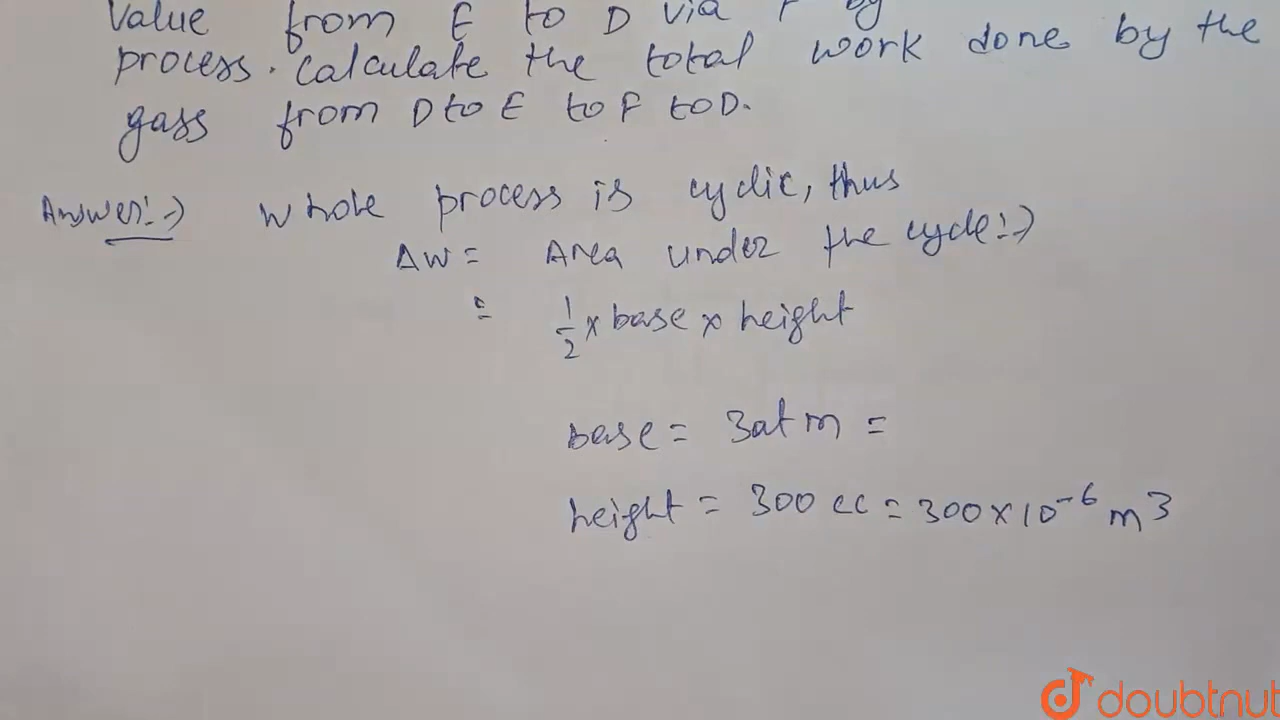 Value from E to D via F by
process. Calculate the total work done by the
gass from D to E to F to D.
Answer:→ Whole process is cyclic, thus
ΔW = Area under the cycle:→
= 1/2 × base × height
base = 3atm =
height = 300 cc = 300×10⁻⁶ m³
doubtnut